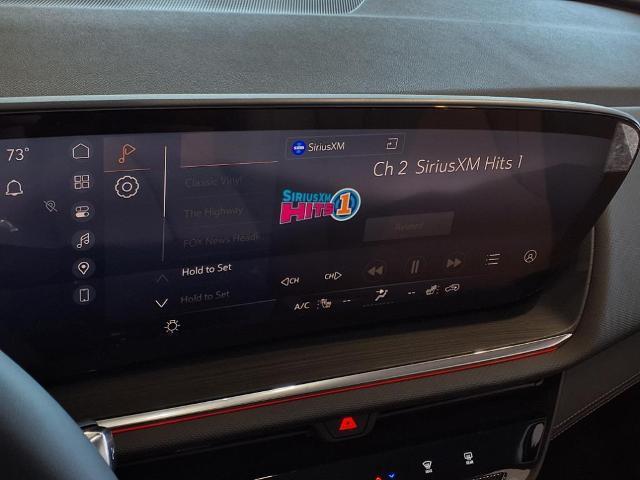 73°
SiriusXM
Ch 2 SiriusXM Hits 1
Classic Vinyl
SIRIUSXM
HITS 1
The Highway
FOX News Headl
Hold to Set
CH
CH
Hold to Set
A/C
--
--
REAR